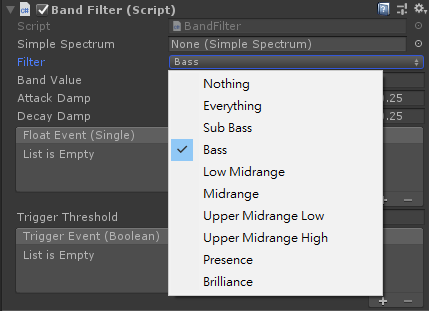 Band Filter (Script)
Script BandFilter
Simple Spectrum None (Simple Spectrum)
Filter Bass
Nothing
Everything
Sub Bass
Bass
Low Midrange
Midrange
Upper Midrange Low
Upper Midrange High
Presence
Brilliance
Band Value
Attack Damp .25
Decay Damp .25
Float Event (Single)
List is Empty
Trigger Threshold
Trigger Event (Boolean)
List is Empty